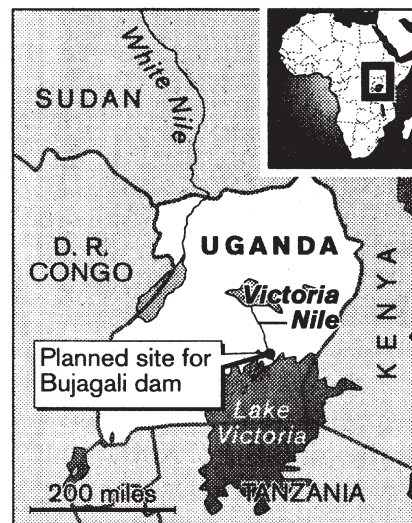 White Nile
SUDAN
D. R.
CONGO
UGANDA
Victoria
Nile
KENYA
Planned site for
Bujagali dam
Lake
Victoria
200 miles
TANZANIA